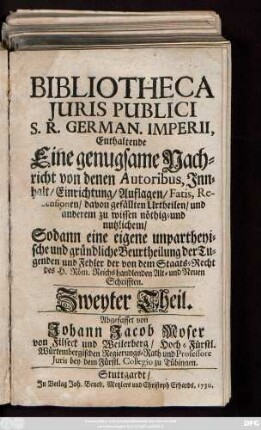 BIBLIOTHECA
JURIS PUBLICI
S. R. GERMAN. IMPERII,
Enthaltende
Eine genugsame Nach-
richt von denen Autoribus, Inn-
halt/ Einrichtung/ Auflagen/ Fatis, Re-
censionen/ davon gefällten Urtheilen/ und
anderem zu wissen nöthig-und
nutzlichem/
Sodann eine eigene unpartheyi-
sche und gründliche Beurtheilung der Tu-
genden und Fehler der von dem Staats-Recht
des H. Röm. Reichs handlenden Alt- und Neuen
Schrifften.
Zweyter Theil.
Abgefasset von
Johann Jacob Moser
von Filseck und Weilerberg/ Hoch-Fürstl.
Würtembergischen Regierungs-Rath und Professore
Juris bey dem Fürstl. Collegio zu Tübingen.
Stuttgardt/
In Verlag Joh. Bened. Metzlers und Christoph Erhardt. 1730.